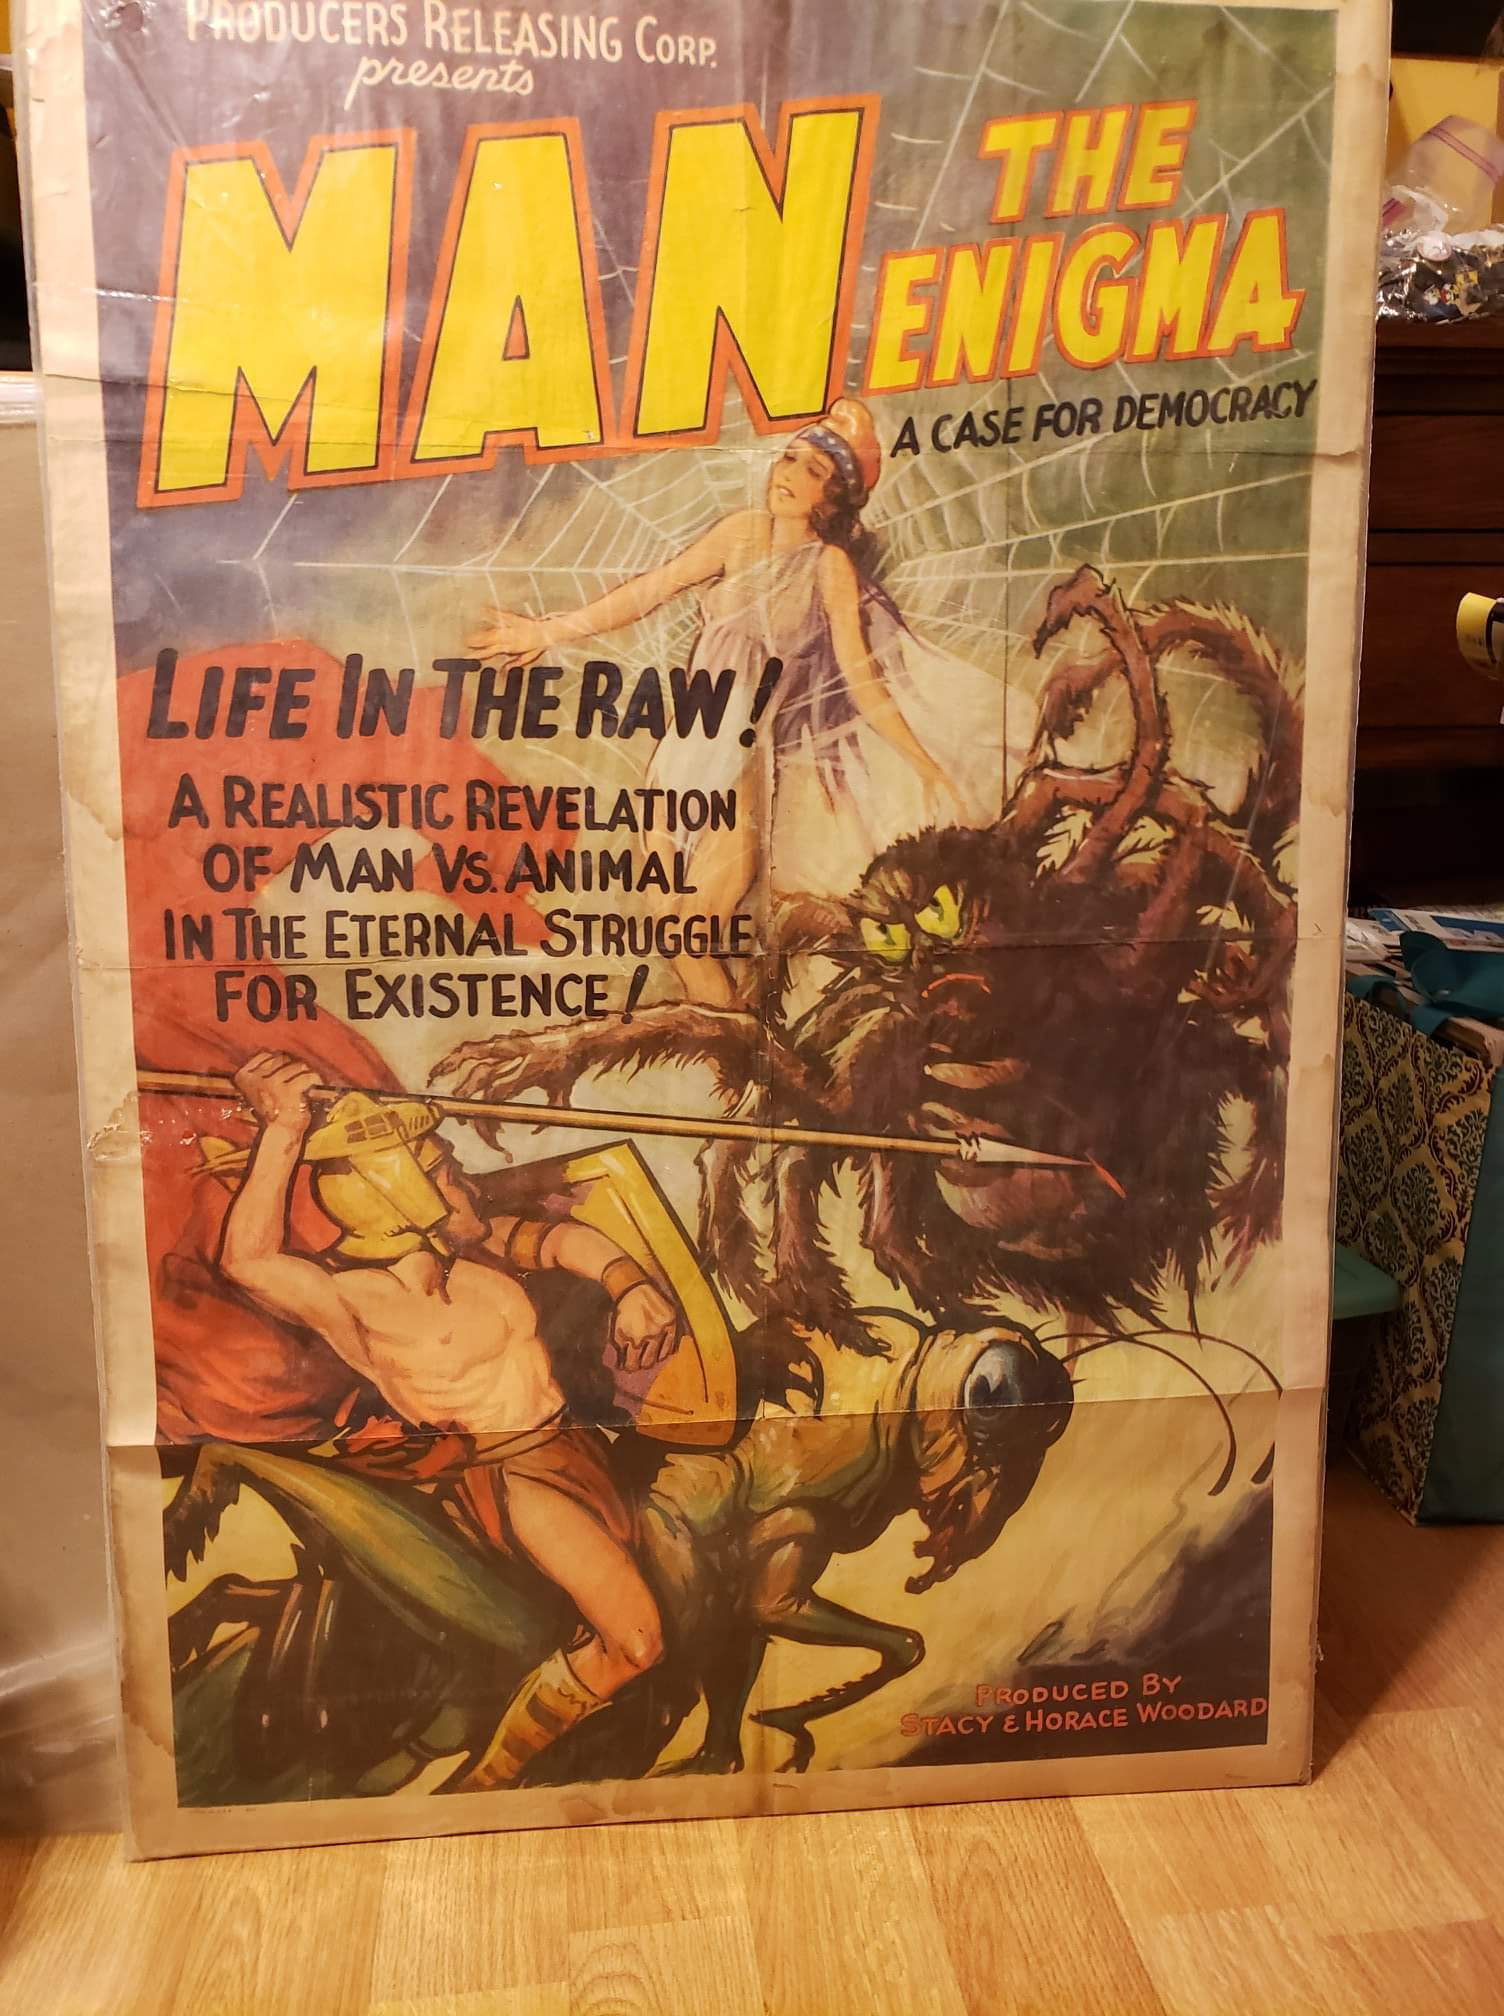 PRODUCERS RELEASING CORP.
presents
MAN THE ENIGMA
A CASE FOR DEMOCRACY
LIFE IN THE RAW!
A REALISTIC REVELATION
OF MAN VS. ANIMAL
IN THE ETERNAL STRUGGLE
FOR EXISTENCE!
PRODUCED BY
STACY & HORACE WOODARD